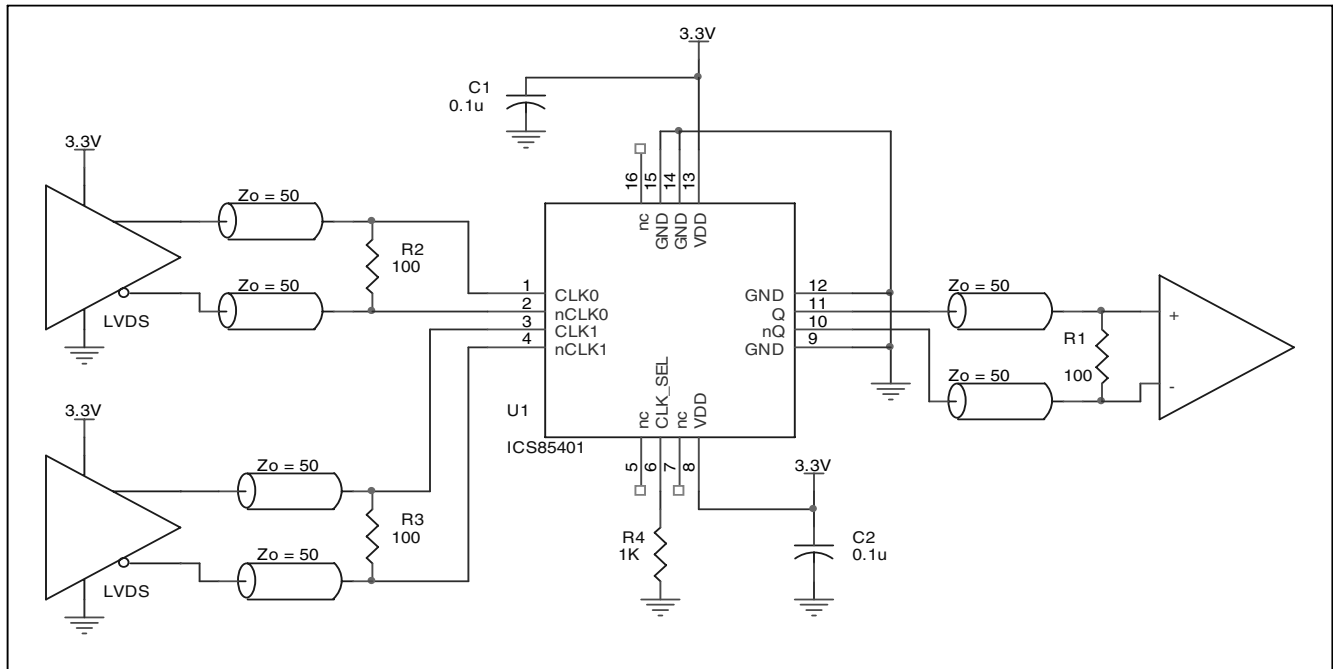 3.3V
C1
0.1u
3.3V
16
15
14
13
Zo = 50
nc
GND
GND
VDD
R2
100
Zo = 50
LVDS
1
2
3
4
CLK0
nCLK0
CLK1
nCLK1
GND
Q
nQ
GND
12
11
10
9
Zo = 50
+
R1
100
Zo = 50
-
nc
CLK_SEL
nc
VDD
U1
ICS85401
5
6
7
8
3.3V
Zo = 50
3.3V
R3
100
R4
1K
C2
0.1u
Zo = 50
LVDS